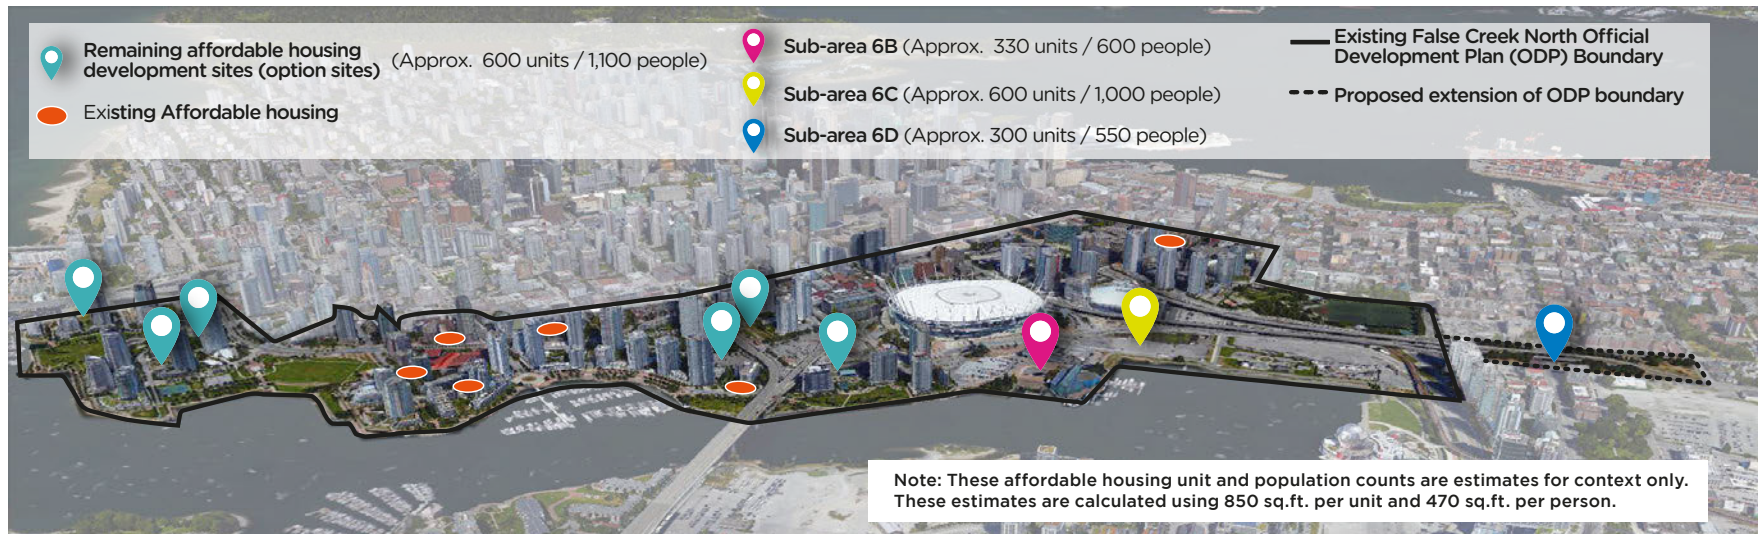 Remaining affordable housing
development sites (option sites) (Approx. 600 units / 1,100 people)
Existing Affordable housing
Sub-area 6B (Approx. 330 units / 600 people)
Sub-area 6C (Approx. 600 units / 1,000 people)
Sub-area 6D (Approx. 300 units / 550 people)
Existing False Creek North Official
Development Plan (ODP) Boundary
Proposed extension of ODP boundary
Note: These affordable housing unit and population counts are estimates for context only.
These estimates are calculated using 850 sq.ft. per unit and 470 sq.ft. per person.